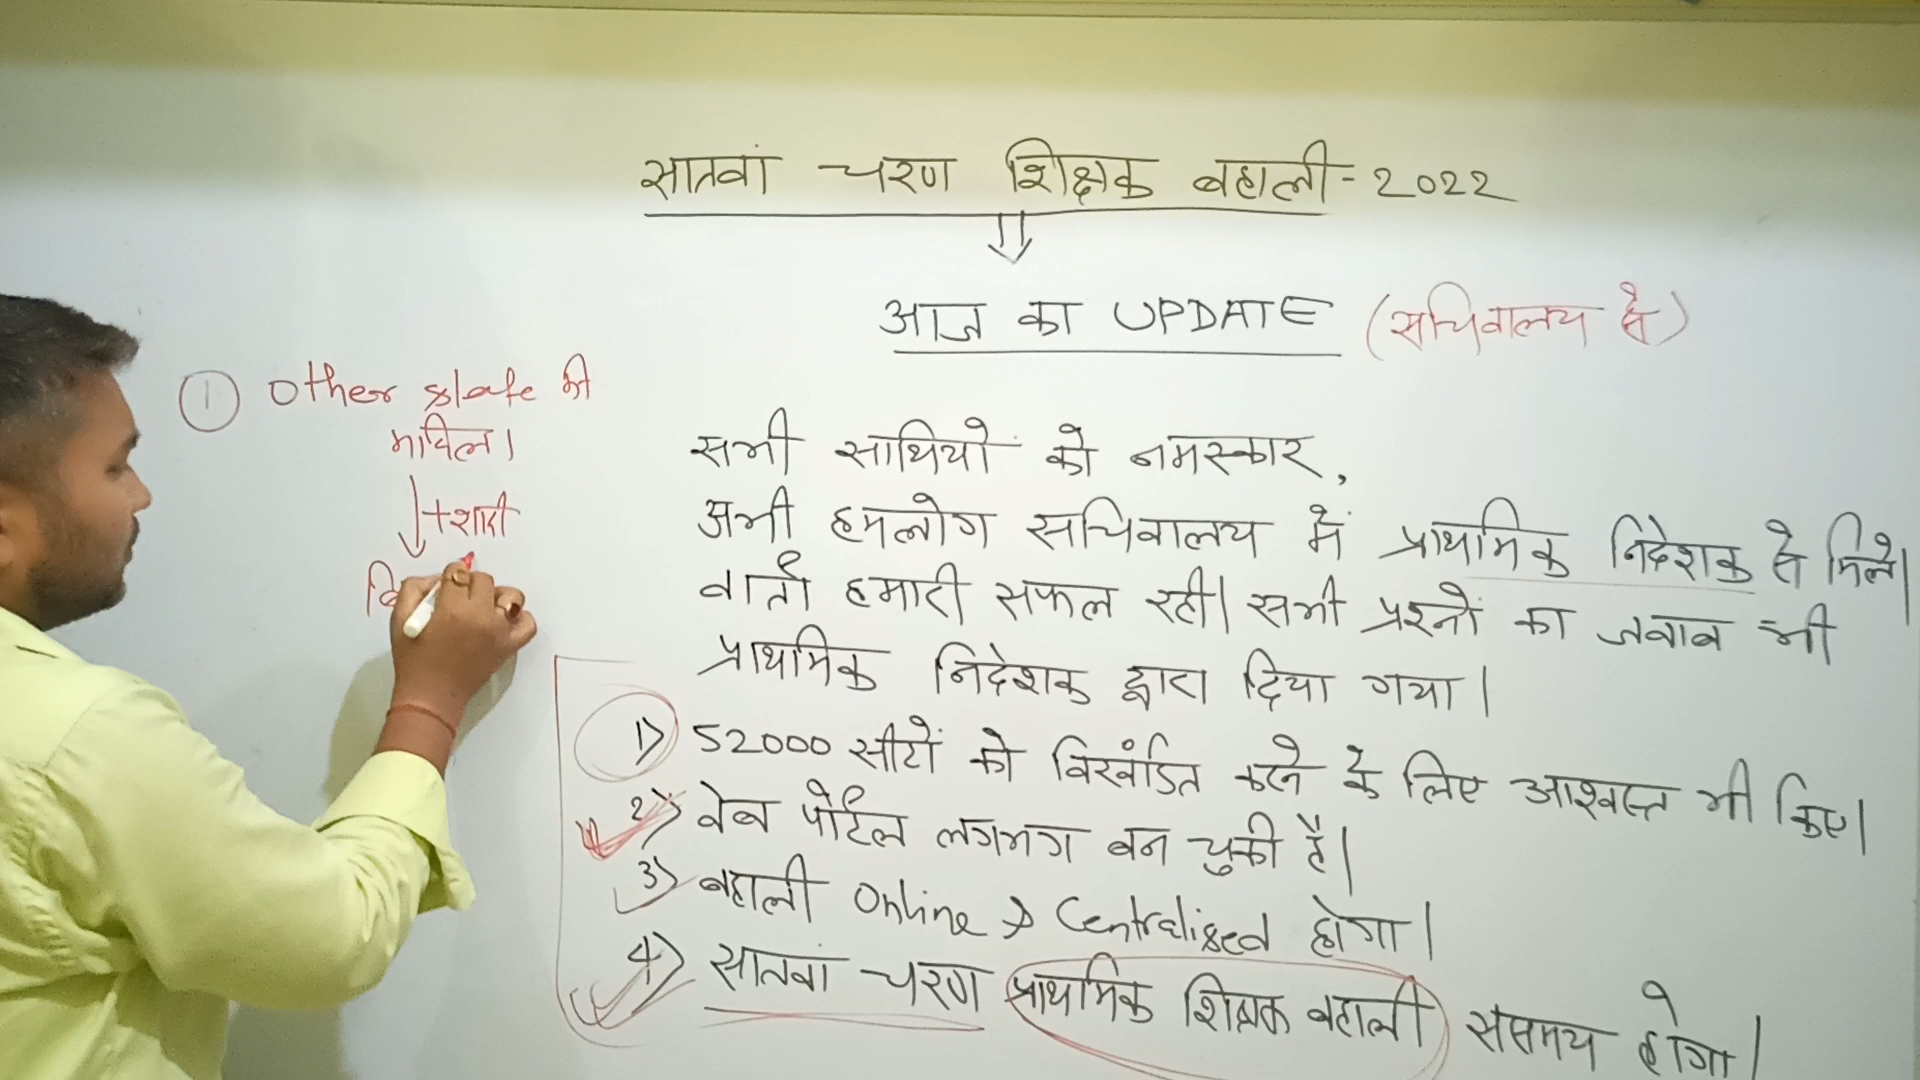 सातवां चरण शिक्षक बहाली-2022
आज का UPDATE (सचिवालय से)
① Other state की
महिला
+शादी
सभी साथियों को नमस्कार,
अभी हमलोग सचिवालय में प्राथमिक निदेशक से मिले।
वार्ता हमारी सफल रही। सभी प्रश्नों का जवाब भी
प्राथमिक निदेशक द्वारा दिया गया।
1) 52000 सीटों को विखंडित करने के लिए आश्वस्त भी किए।
2) वेब पोर्टल लगभग बन चुकी है।
3) बहाली Online → Centralised होगा।
4) सातवां चरण प्राथमिक शिक्षक बहाली ससमय होगा।